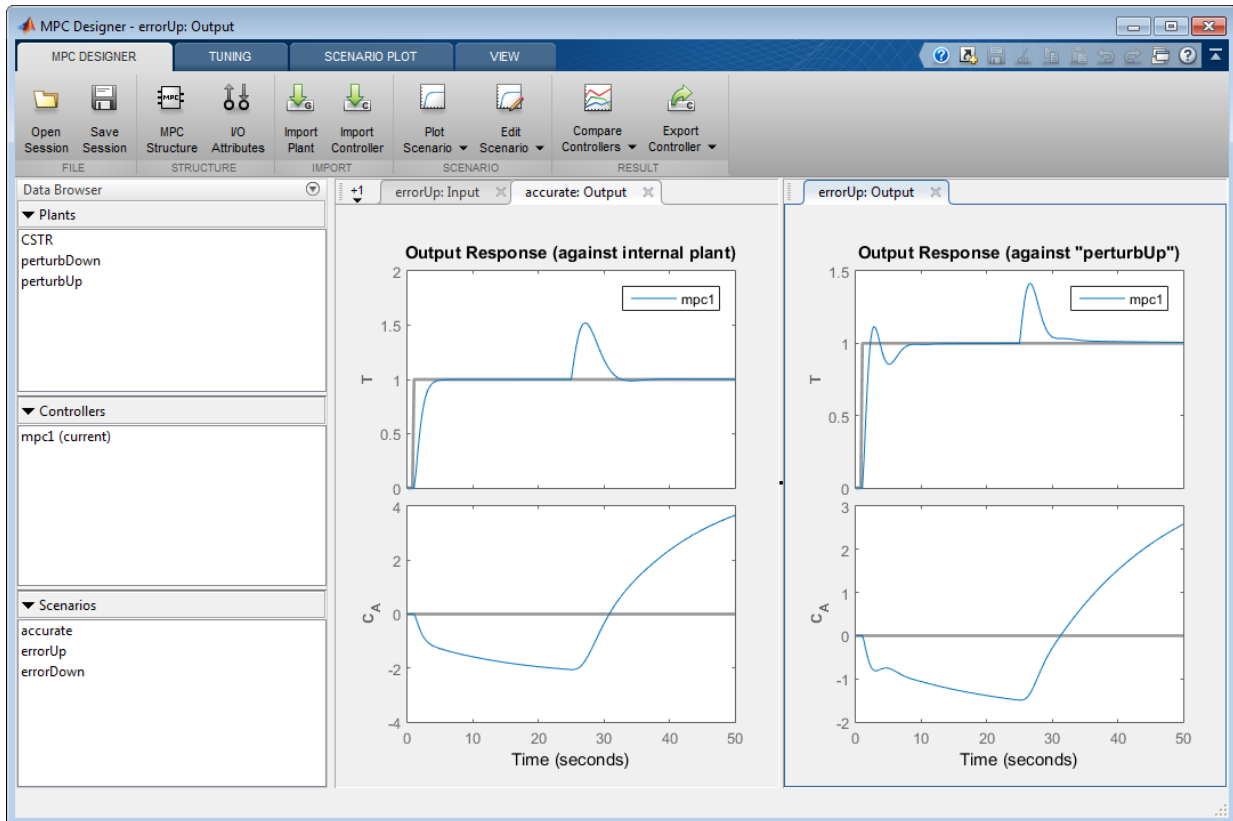 MPC Designer - errorUp: Output
MPC DESIGNER TUNING SCENARIO PLOT VIEW
Open Session Save Session MPC Structure I/O Attributes Import Plant Import Controller Plot Scenario Edit Scenario Compare Controllers Export Controller
FILE STRUCTURE IMPORT SCENARIO RESULT
Data Browser
Plants
CSTR
perturbDown
perturbUp
Controllers
mpc1 (current)
Scenarios
accurate
errorUp
errorDown
+1 errorUp: Input accurate: Output
Output Response (against internal plant)
mpc1
2
1.5
1
0.5
0
T
4
2
0
-2
-4
C_A
0 10 20 30 40 50
Time (seconds)
errorUp: Output
Output Response (against "perturbUp")
mpc1
1.5
1
0.5
0
T
3
2
1
0
-1
-2
C_A
0 10 20 30 40 50
Time (seconds)